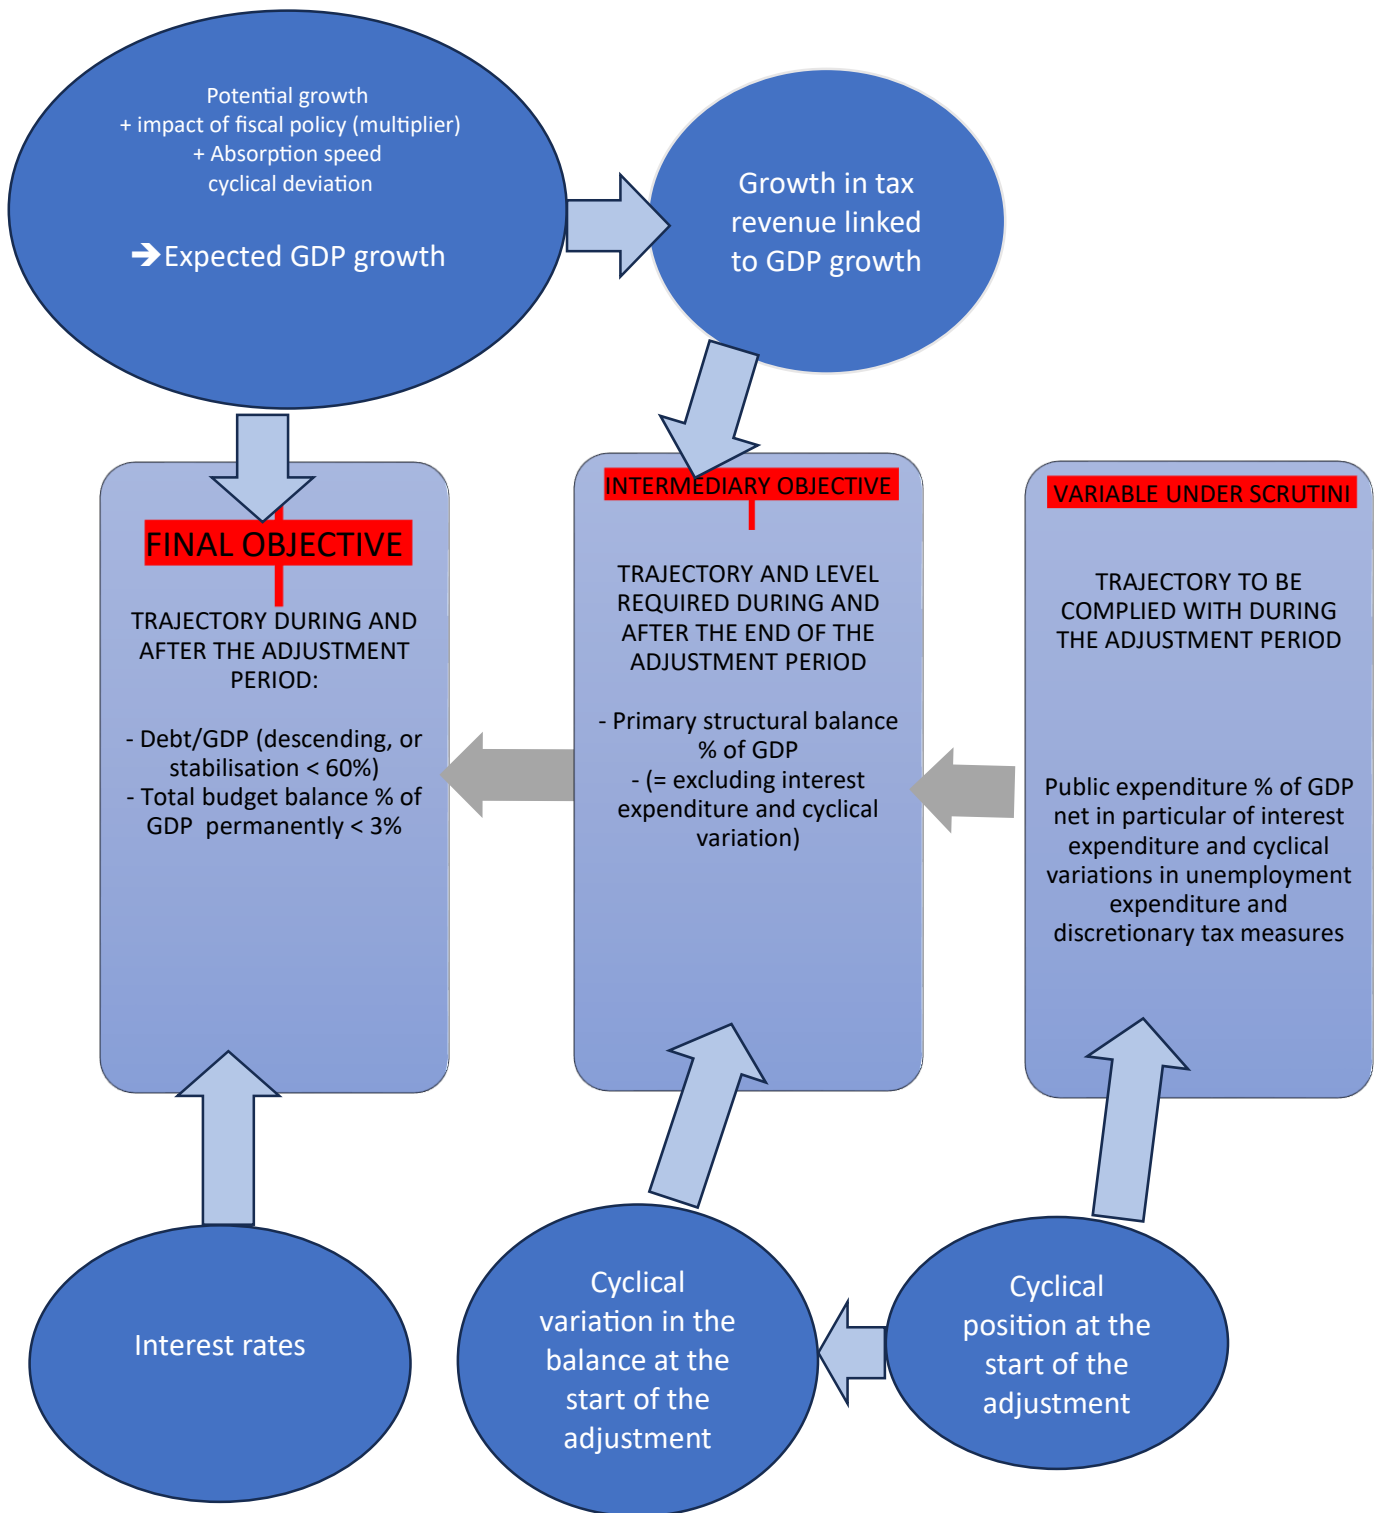 Potential growth
+ impact of fiscal policy (multiplier)
+ Absorption speed
cyclical deviation
➔Expected GDP growth
Growth in tax
revenue linked
to GDP growth
FINAL OBJECTIVE
TRAJECTORY DURING AND
AFTER THE ADJUSTMENT
PERIOD:
- Debt/GDP (descending, or
stabilisation < 60%)
- Total budget balance % of
GDP permanently < 3%
INTERMEDIARY OBJECTIVE
TRAJECTORY AND LEVEL
REQUIRED DURING AND
AFTER THE END OF THE
ADJUSTMENT PERIOD
- Primary structural balance
% of GDP
- (= excluding interest
expenditure and cyclical
variation)
VARIABLE UNDER SCRUTINI
TRAJECTORY TO BE
COMPLIED WITH DURING
THE ADJUSTMENT PERIOD
Public expenditure % of GDP
net in particular of interest
expenditure and cyclical
variations in unemployment
expenditure and
discretionary tax measures
Interest rates
Cyclical
variation in the
balance at the
start of the
adjustment
Cyclical
position at the
start of the
adjustment